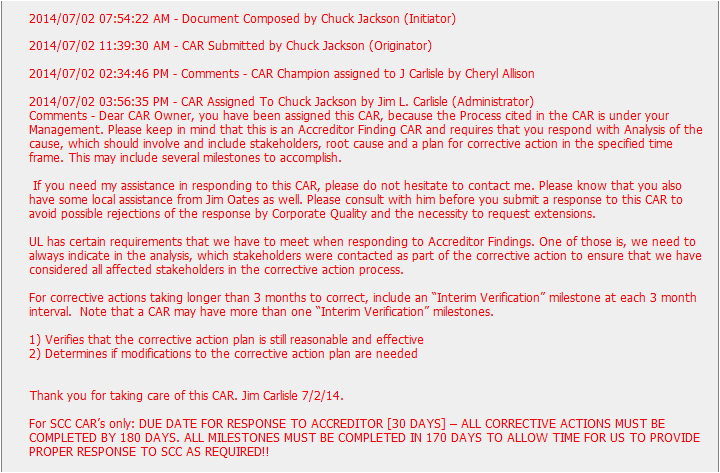 2014/07/02 07:54:22 AM - Document Composed by Chuck Jackson (Initiator)
2014/07/02 11:39:30 AM - CAR Submitted by Chuck Jackson (Originator)
2014/07/02 02:34:46 PM - Comments - CAR Champion assigned to J Carlisle by Cheryl Allison
2014/07/02 03:56:35 PM - CAR Assigned To Chuck Jackson by Jim L. Carlisle (Administrator)
Comments - Dear CAR Owner, you have been assigned this CAR, because the Process cited in the CAR is under your
Management. Please keep in mind that this is an Accreditor Finding CAR and requires that you respond with Analysis of the
cause, which should involve and include stakeholders, root cause and a plan for corrective action in the specified time
frame. This may include several milestones to accomplish.
If you need my assistance in responding to this CAR, please do not hesitate to contact me. Please know that you also
have some local assistance from Jim Oates as well. Please consult with him before you submit a response to this CAR to
avoid possible rejections of the response by Corporate Quality and the necessity to request extensions.
UL has certain requirements that we have to meet when responding to Accreditor Findings. One of those is, we need to
always indicate in the analysis, which stakeholders were contacted as part of the corrective action to ensure that we have
considered all affected stakeholders in the corrective action process.
For corrective actions taking longer than 3 months to correct, include an “Interim Verification” milestone at each 3 month
interval.  Note that a CAR may have more than one “Interim Verification” milestones.
1) Verifies that the corrective action plan is still reasonable and effective
2) Determines if modifications to the corrective action plan are needed
Thank you for taking care of this CAR. Jim Carlisle 7/2/14.
For SCC CAR’s only: DUE DATE FOR RESPONSE TO ACCREDITOR [30 DAYS] – ALL CORRECTIVE ACTIONS MUST BE
COMPLETED BY 180 DAYS. ALL MILESTONES MUST BE COMPLETED IN 170 DAYS TO ALLOW TIME FOR US TO PROVIDE
PROPER RESPONSE TO SCC AS REQUIRED!!